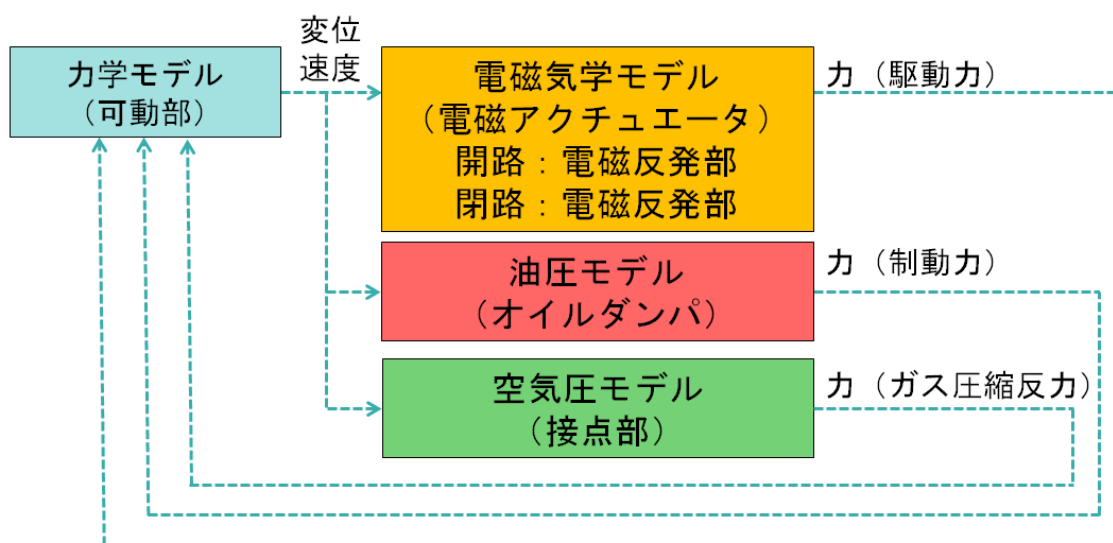 力学モデル
（可動部）
変位
速度
電磁気学モデル
（電磁アクチュエータ）
開路：電磁反発部
閉路：電磁反発部
力（駆動力）
油圧モデル
（オイルダンパ）
力（制動力）
空気圧モデル
（接点部）
力（ガス圧縮反力）